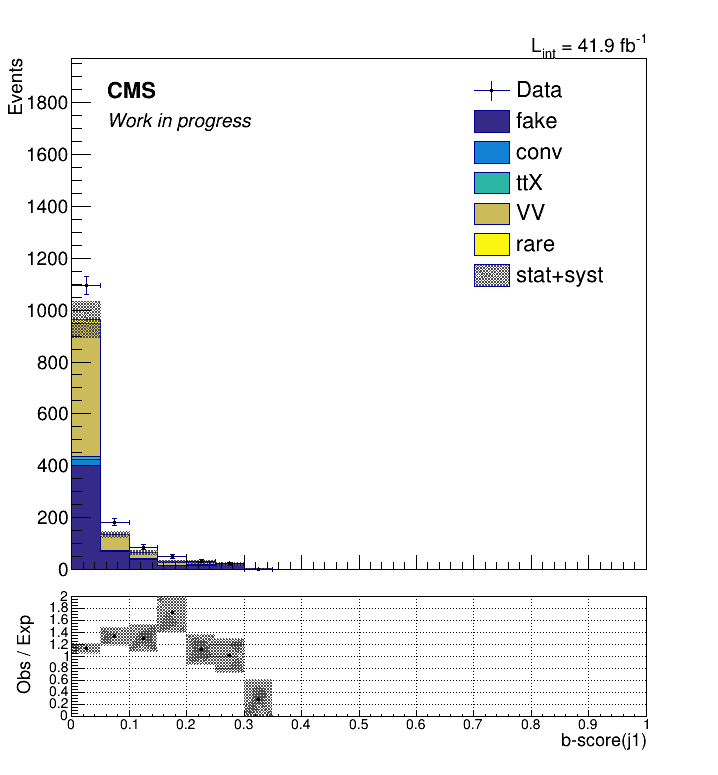 L_int = 41.9 fb^-1
Events
CMS
Work in progress
Data
fake
conv
ttX
VV
rare
stat+syst
1800
1600
1400
1200
1000
800
600
400
200
0
Obs / Exp
2
1.8
1.6
1.4
1.2
1
0.8
0.6
0.4
0.2
0
0 0.1 0.2 0.3 0.4 0.5 0.6 0.7 0.8 0.9 1
b-score(j1)